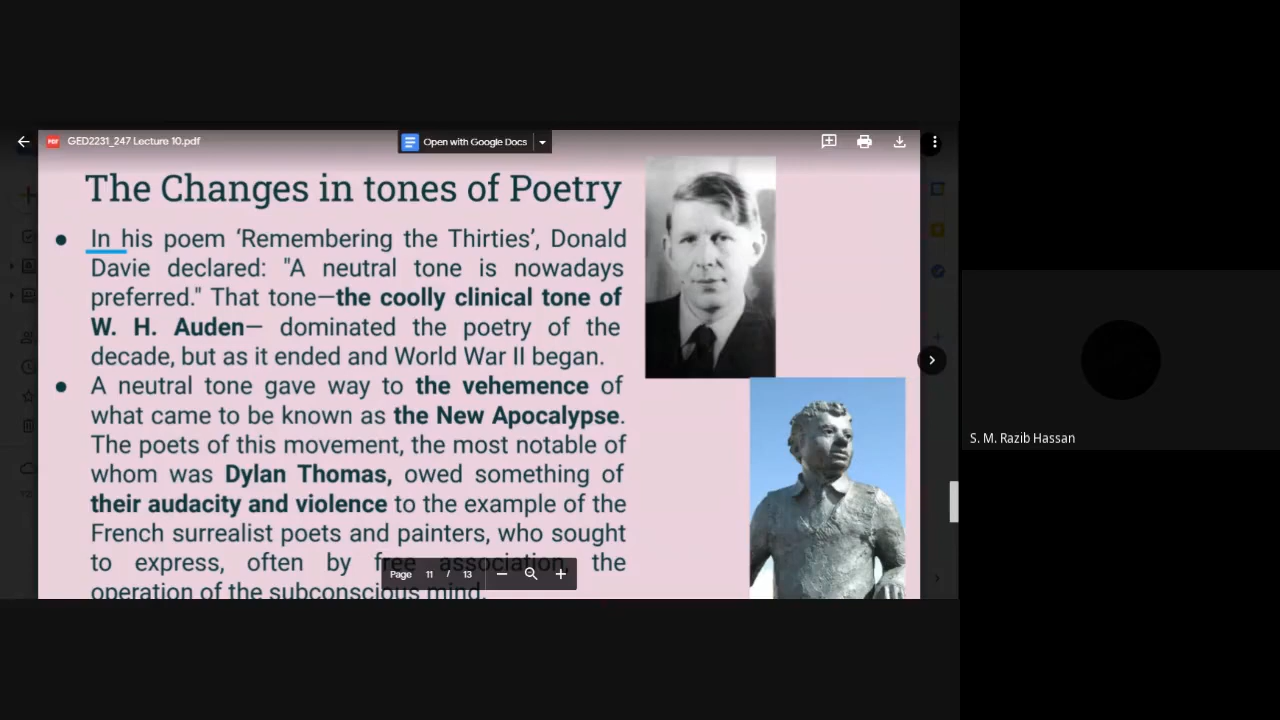 GED2231_247 Lecture 10.pdf
Open with Google Docs
The Changes in tones of Poetry
● In his poem ‘Remembering the Thirties’, Donald
Davie declared: "A neutral tone is nowadays
preferred." That tone—the coolly clinical tone of
W. H. Auden— dominated the poetry of the
decade, but as it ended and World War II began.
● A neutral tone gave way to the vehemence of
what came to be known as the New Apocalypse.
The poets of this movement, the most notable of
whom was Dylan Thomas, owed something of
their audacity and violence to the example of the
French surrealist poets and painters, who sought
to express, often by free association, the
operation of the subconscious mind.
Page 11 / 13
S. M. Razib Hassan